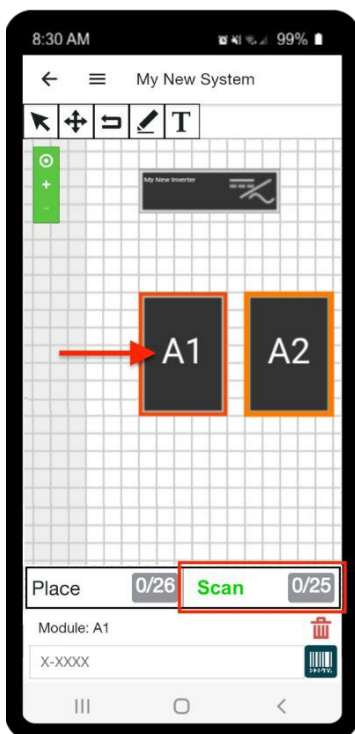 8:30 AM 99%
My New System
T
My New Inverter
A1 A2
Place 0/26 Scan 0/25
Module: A1
X-XXXX